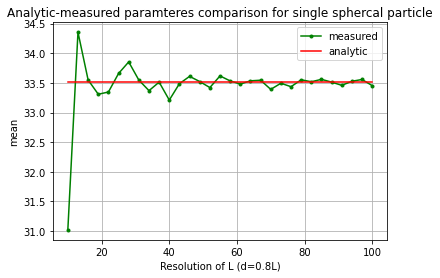 Analytic-measured paramteres comparison for single sphercal particle
34.5
34.0
33.5
33.0
32.5
32.0
31.5
31.0
mean
measured
analytic
20
40
60
80
100
Resolution of L (d=0.8L)